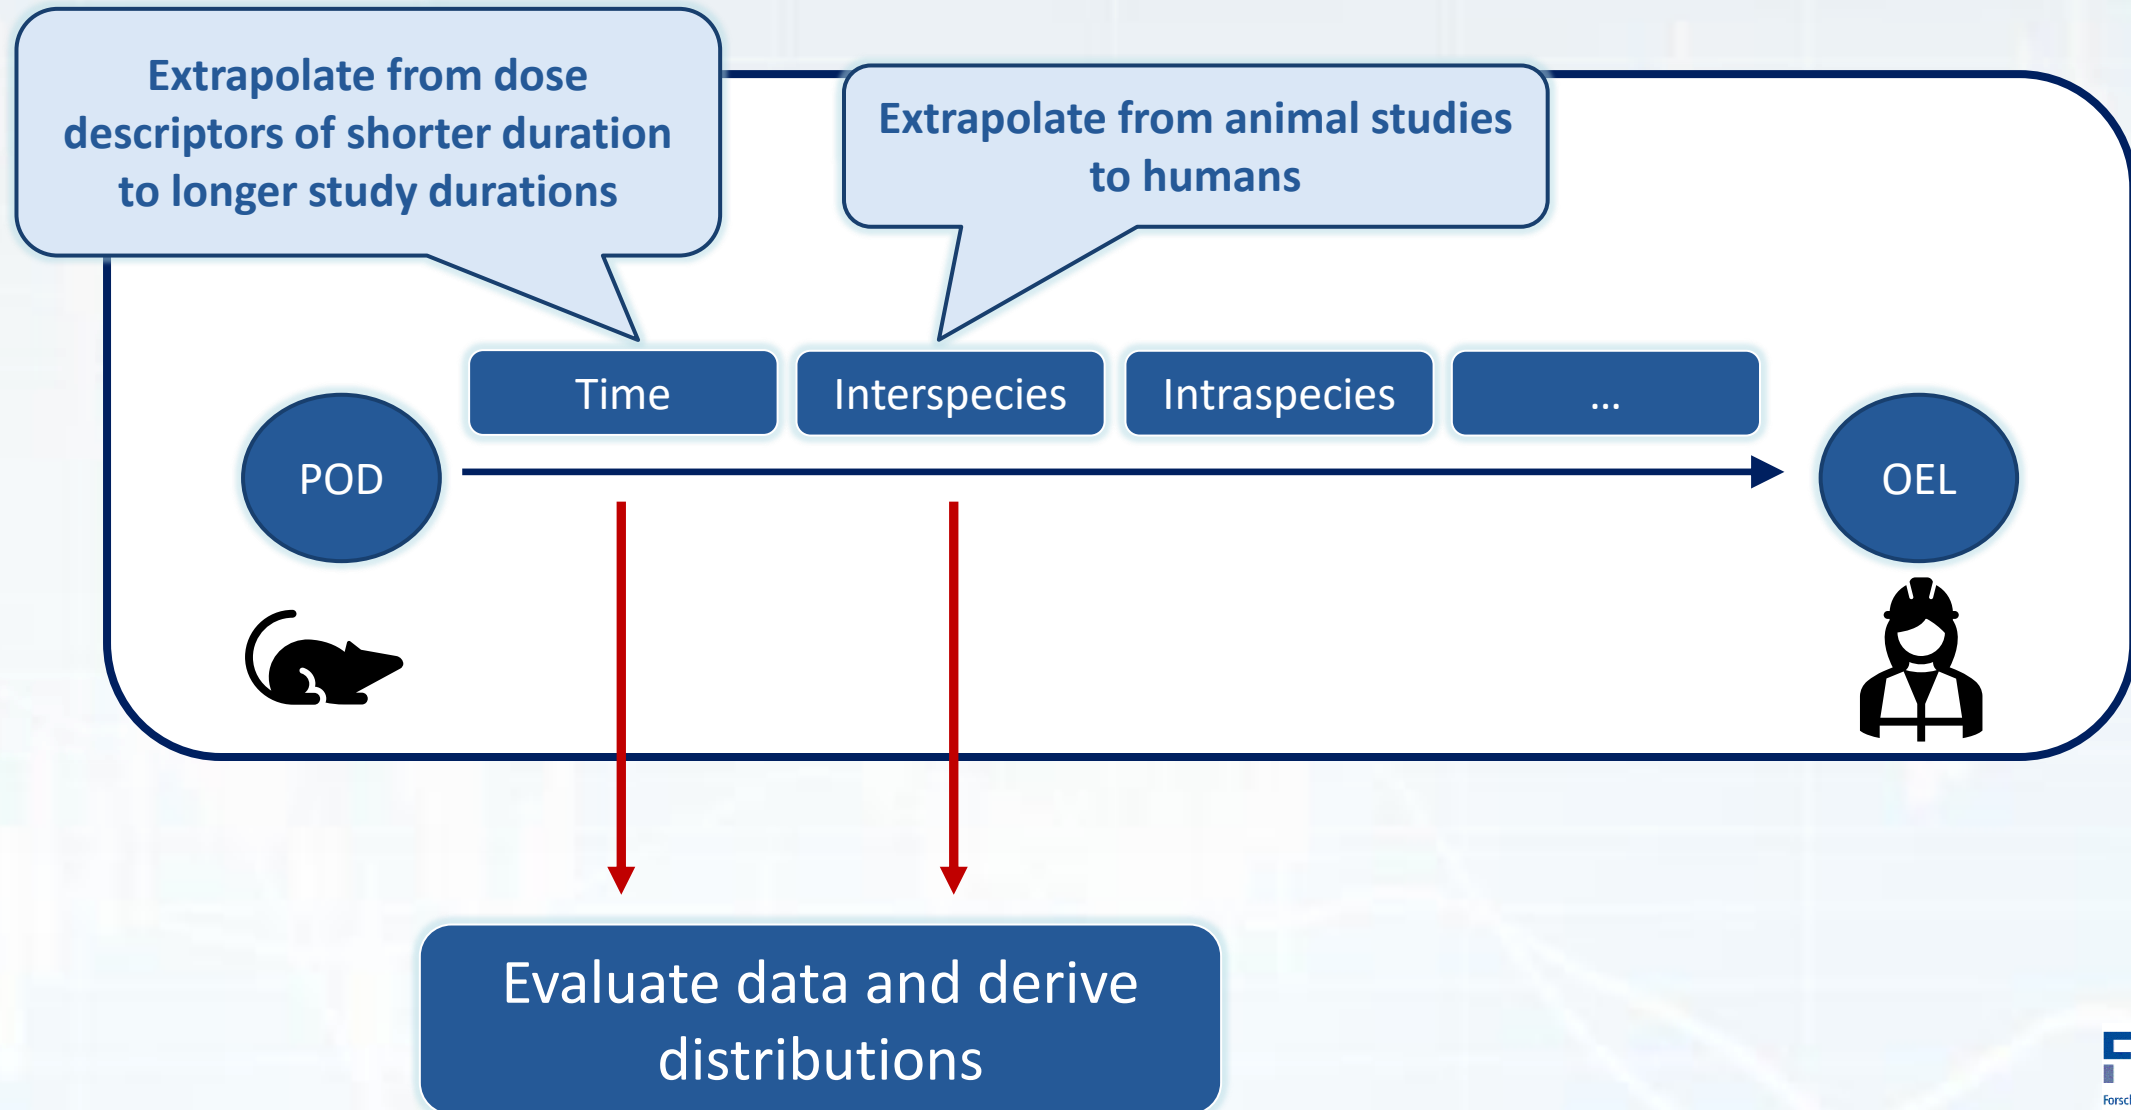 Extrapolate from dose
descriptors of shorter duration
to longer study durations
Extrapolate from animal studies
to humans
Time
Interspecies
Intraspecies
...
POD
OEL
Evaluate data and derive
distributions